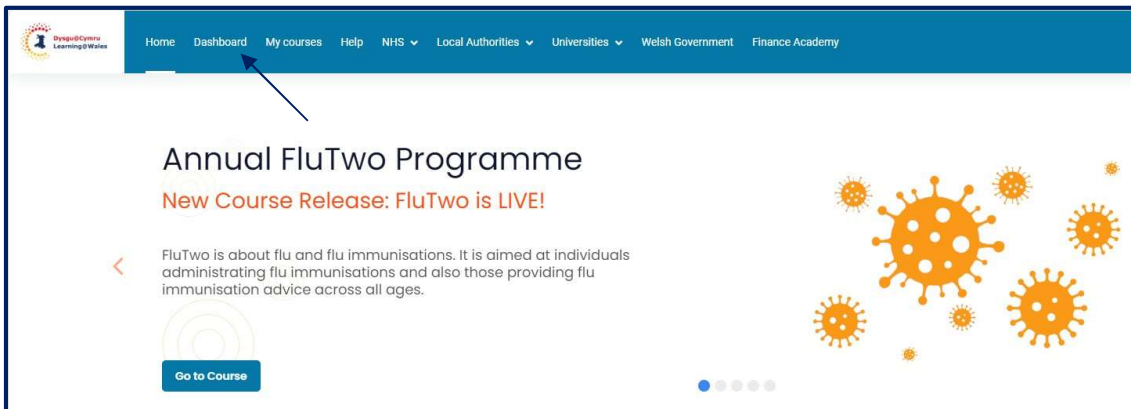 Dysgu@Cymru
Learning@Wales
Home Dashboard My courses Help NHS Local Authorities Universities Welsh Government Finance Academy
Annual FluTwo Programme
New Course Release: FluTwo is LIVE!
FluTwo is about flu and flu immunisations. It is aimed at individuals
administrating flu immunisations and also those providing flu
immunisation advice across all ages.
Go to Course